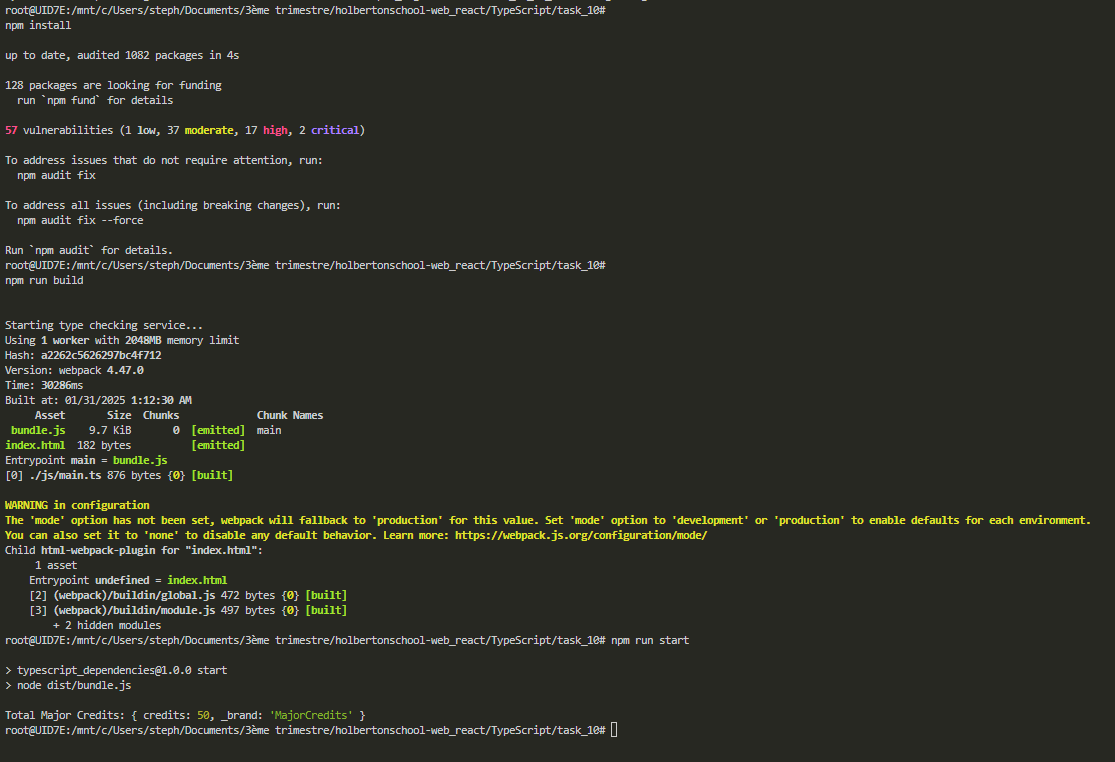 root@UID7E:/mnt/c/Users/steph/Documents/3ème trimestre/holbertonschool-web_react/TypeScript/task_10#
npm install
up to date, audited 1082 packages in 4s
128 packages are looking for funding
  run `npm fund` for details
57 vulnerabilities (1 low, 37 moderate, 17 high, 2 critical)
To address issues that do not require attention, run:
  npm audit fix
To address all issues (including breaking changes), run:
  npm audit fix --force
Run `npm audit` for details.
root@UID7E:/mnt/c/Users/steph/Documents/3ème trimestre/holbertonschool-web_react/TypeScript/task_10#
npm run build
Starting type checking service...
Using 1 worker with 2048MB memory limit
Hash: a2262c5626297bc4f712
Version: webpack 4.47.0
Time: 30286ms
Built at: 01/31/2025 1:12:30 AM
     Asset       Size  Chunks             Chunk Names
 bundle.js    9.7 KiB       0  [emitted]  main
index.html  182 bytes          [emitted]
Entrypoint main = bundle.js
[0] ./js/main.ts 876 bytes {0} [built]
WARNING in configuration
The 'mode' option has not been set, webpack will fallback to 'production' for this value. Set 'mode' option to 'development' or 'production' to enable defaults for each environment.
You can also set it to 'none' to disable any default behavior. Learn more: https://webpack.js.org/configuration/mode/
Child html-webpack-plugin for "index.html":
     1 asset
    Entrypoint undefined = index.html
    [2] (webpack)/buildin/global.js 472 bytes {0} [built]
    [3] (webpack)/buildin/module.js 497 bytes {0} [built]
        + 2 hidden modules
root@UID7E:/mnt/c/Users/steph/Documents/3ème trimestre/holbertonschool-web_react/TypeScript/task_10# npm run start
> typescript_dependencies@1.0.0 start
> node dist/bundle.js
Total Major Credits: { credits: 50, _brand: 'MajorCredits' }
root@UID7E:/mnt/c/Users/steph/Documents/3ème trimestre/holbertonschool-web_react/TypeScript/task_10#